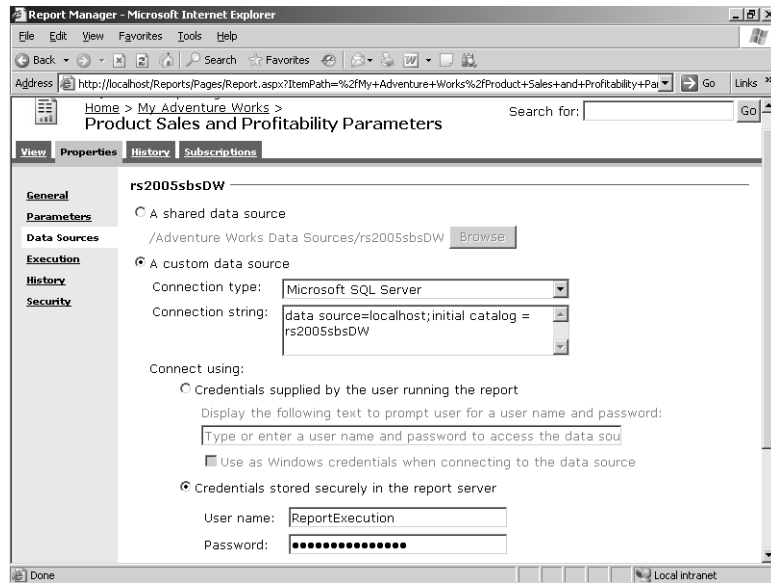 Report Manager - Microsoft Internet Explorer
File Edit View Favorites Tools Help
Back Search Favorites
Address http://localhost/Reports/Pages/Report.aspx?ItemPath=%2fMy+Adventure+Works%2fProduct+Sales+and+Profitability+Par Go Links »
Home > My Adventure Works >
Product Sales and Profitability Parameters
Search for: Go
View Properties History Subscriptions
General
Parameters
Data Sources
Execution
History
Security
rs2005sbsDW
A shared data source
/Adventure Works Data Sources/rs2005sbsDW Browse
A custom data source
Connection type: Microsoft SQL Server
Connection string: data source=localhost;initial catalog =
rs2005sbsDW
Connect using:
Credentials supplied by the user running the report
Display the following text to prompt user for a user name and password:
Type or enter a user name and password to access the data sou
Use as Windows credentials when connecting to the data source
Credentials stored securely in the report server
User name: ReportExecution
Password: ●●●●●●●●●●●●●●●
Done Local intranet